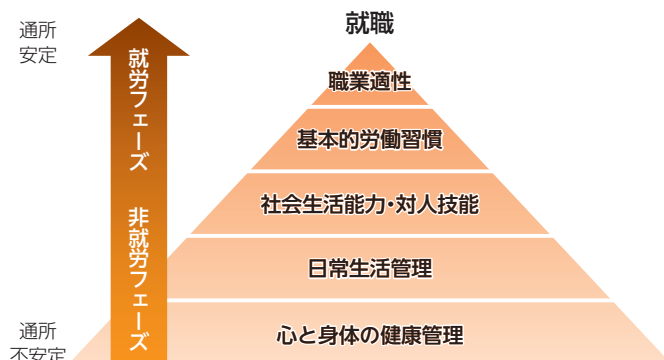 通所
安定
就労フェーズ
非就労フェーズ
通所
不安定
就職
職業適性
基本的労働習慣
社会生活能力・対人技能
日常生活管理
心と身体の健康管理